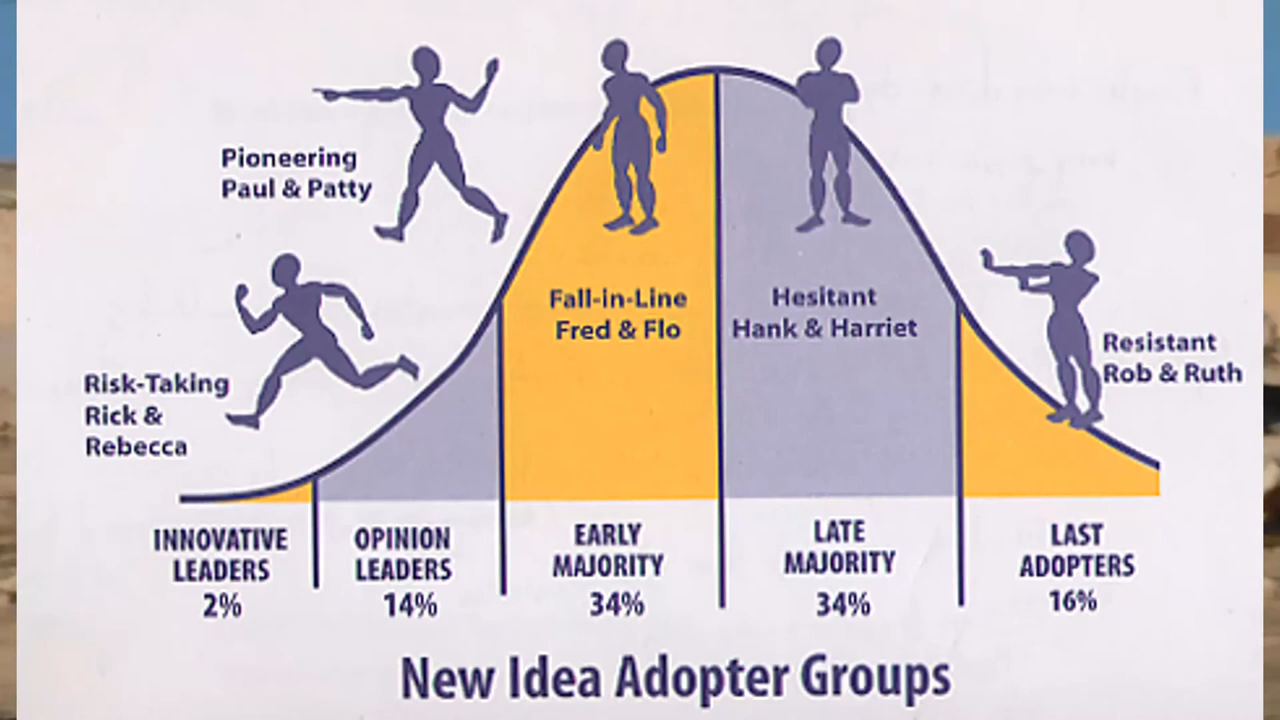 Pioneering
Paul & Patty
Risk-Taking
Rick &
Rebecca
Fall-in-Line
Fred & Flo
Hesitant
Hank & Harriet
Resistant
Rob & Ruth
INNOVATIVE
LEADERS
2%
OPINION
LEADERS
14%
EARLY
MAJORITY
34%
LATE
MAJORITY
34%
LAST
ADOPTERS
16%
New Idea Adopter Groups